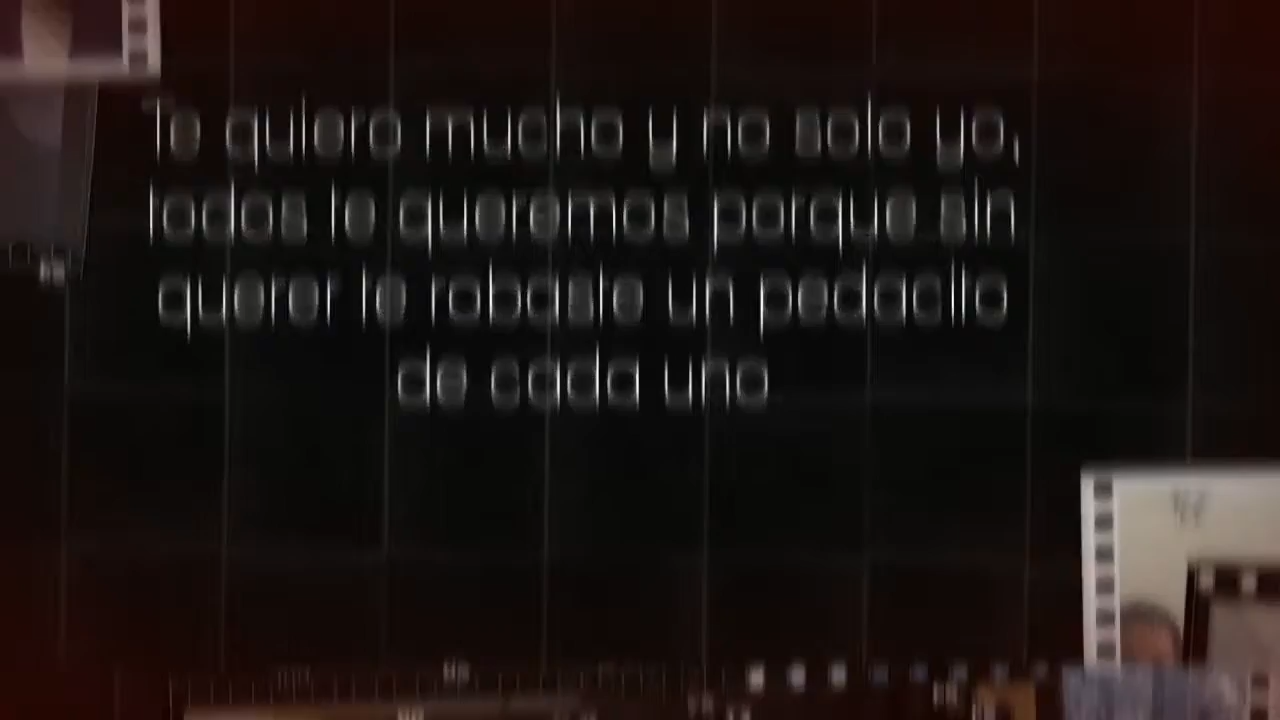 Te quiero mucho y no solo yo,
todos te queremos porque sin
querer te robaste un pedacito
de cada uno